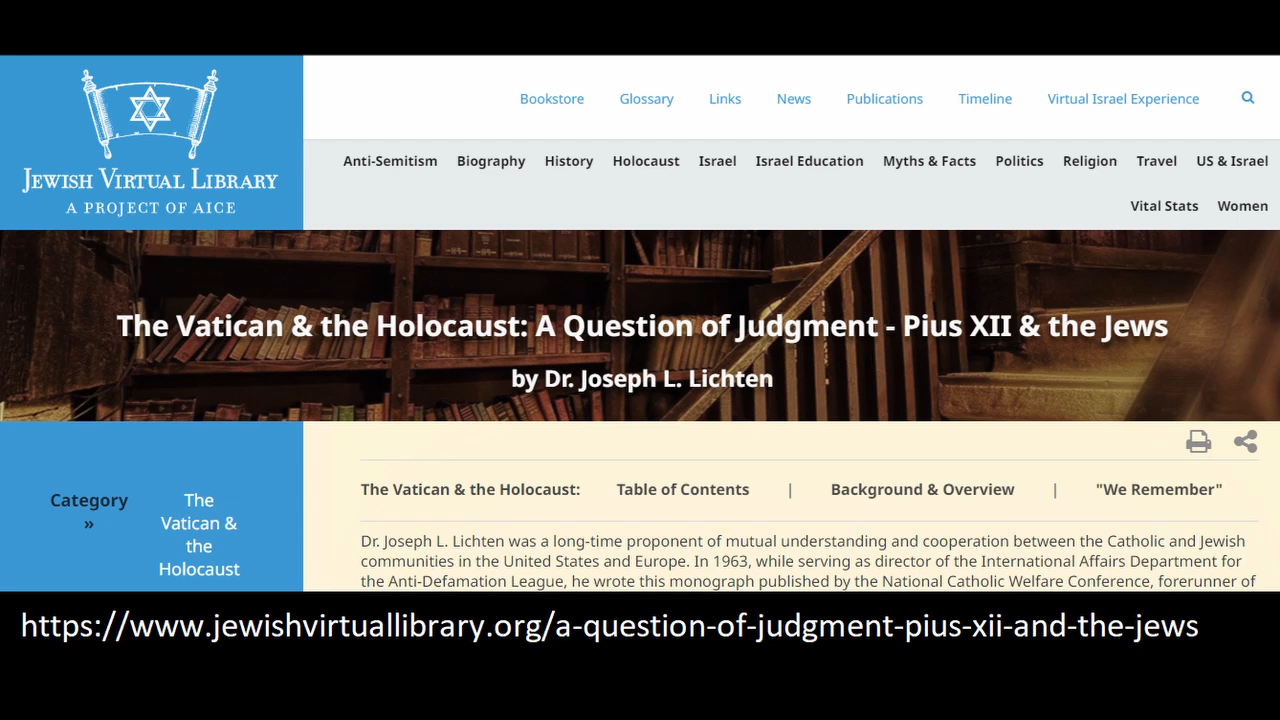 Bookstore Glossary Links News Publications Timeline Virtual Israel Experience
JEWISH VIRTUAL LIBRARY
A PROJECT OF AICE
Anti-Semitism Biography History Holocaust Israel Israel Education Myths & Facts Politics Religion Travel US & Israel
Vital Stats Women
The Vatican & the Holocaust: A Question of Judgment - Pius XII & the Jews
by Dr. Joseph L. Lichten
Category
»
The
Vatican &
the
Holocaust
The Vatican & the Holocaust: Table of Contents | Background & Overview | "We Remember"
Dr. Joseph L. Lichten was a long-time proponent of mutual understanding and cooperation between the Catholic and Jewish
communities in the United States and Europe. In 1963, while serving as director of the International Affairs Department for
the Anti-Defamation League, he wrote this monograph published by the National Catholic Welfare Conference, forerunner of
https://www.jewishvirtuallibrary.org/a-question-of-judgment-pius-xii-and-the-jews